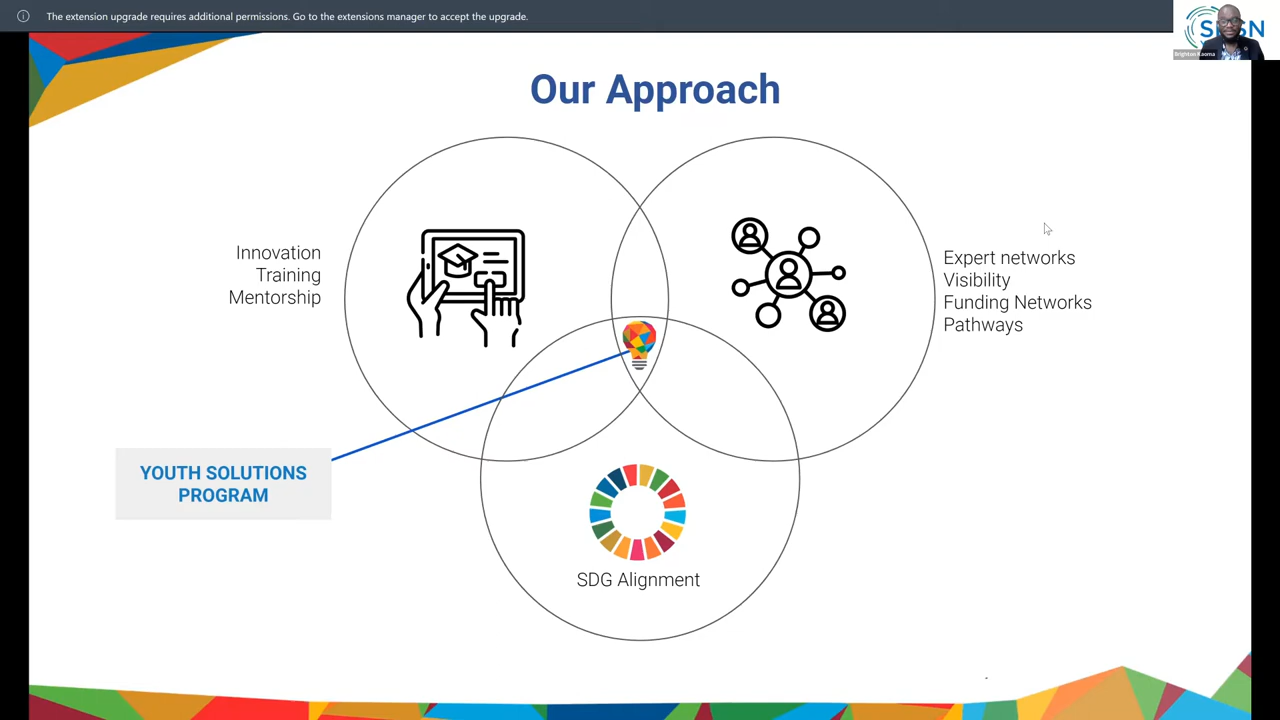 The extension upgrade requires additional permissions. Go to the extensions manager to accept the upgrade.
Our Approach
Innovation
Training
Mentorship
Expert networks
Visibility
Funding Networks
Pathways
YOUTH SOLUTIONS
PROGRAM
SDG Alignment